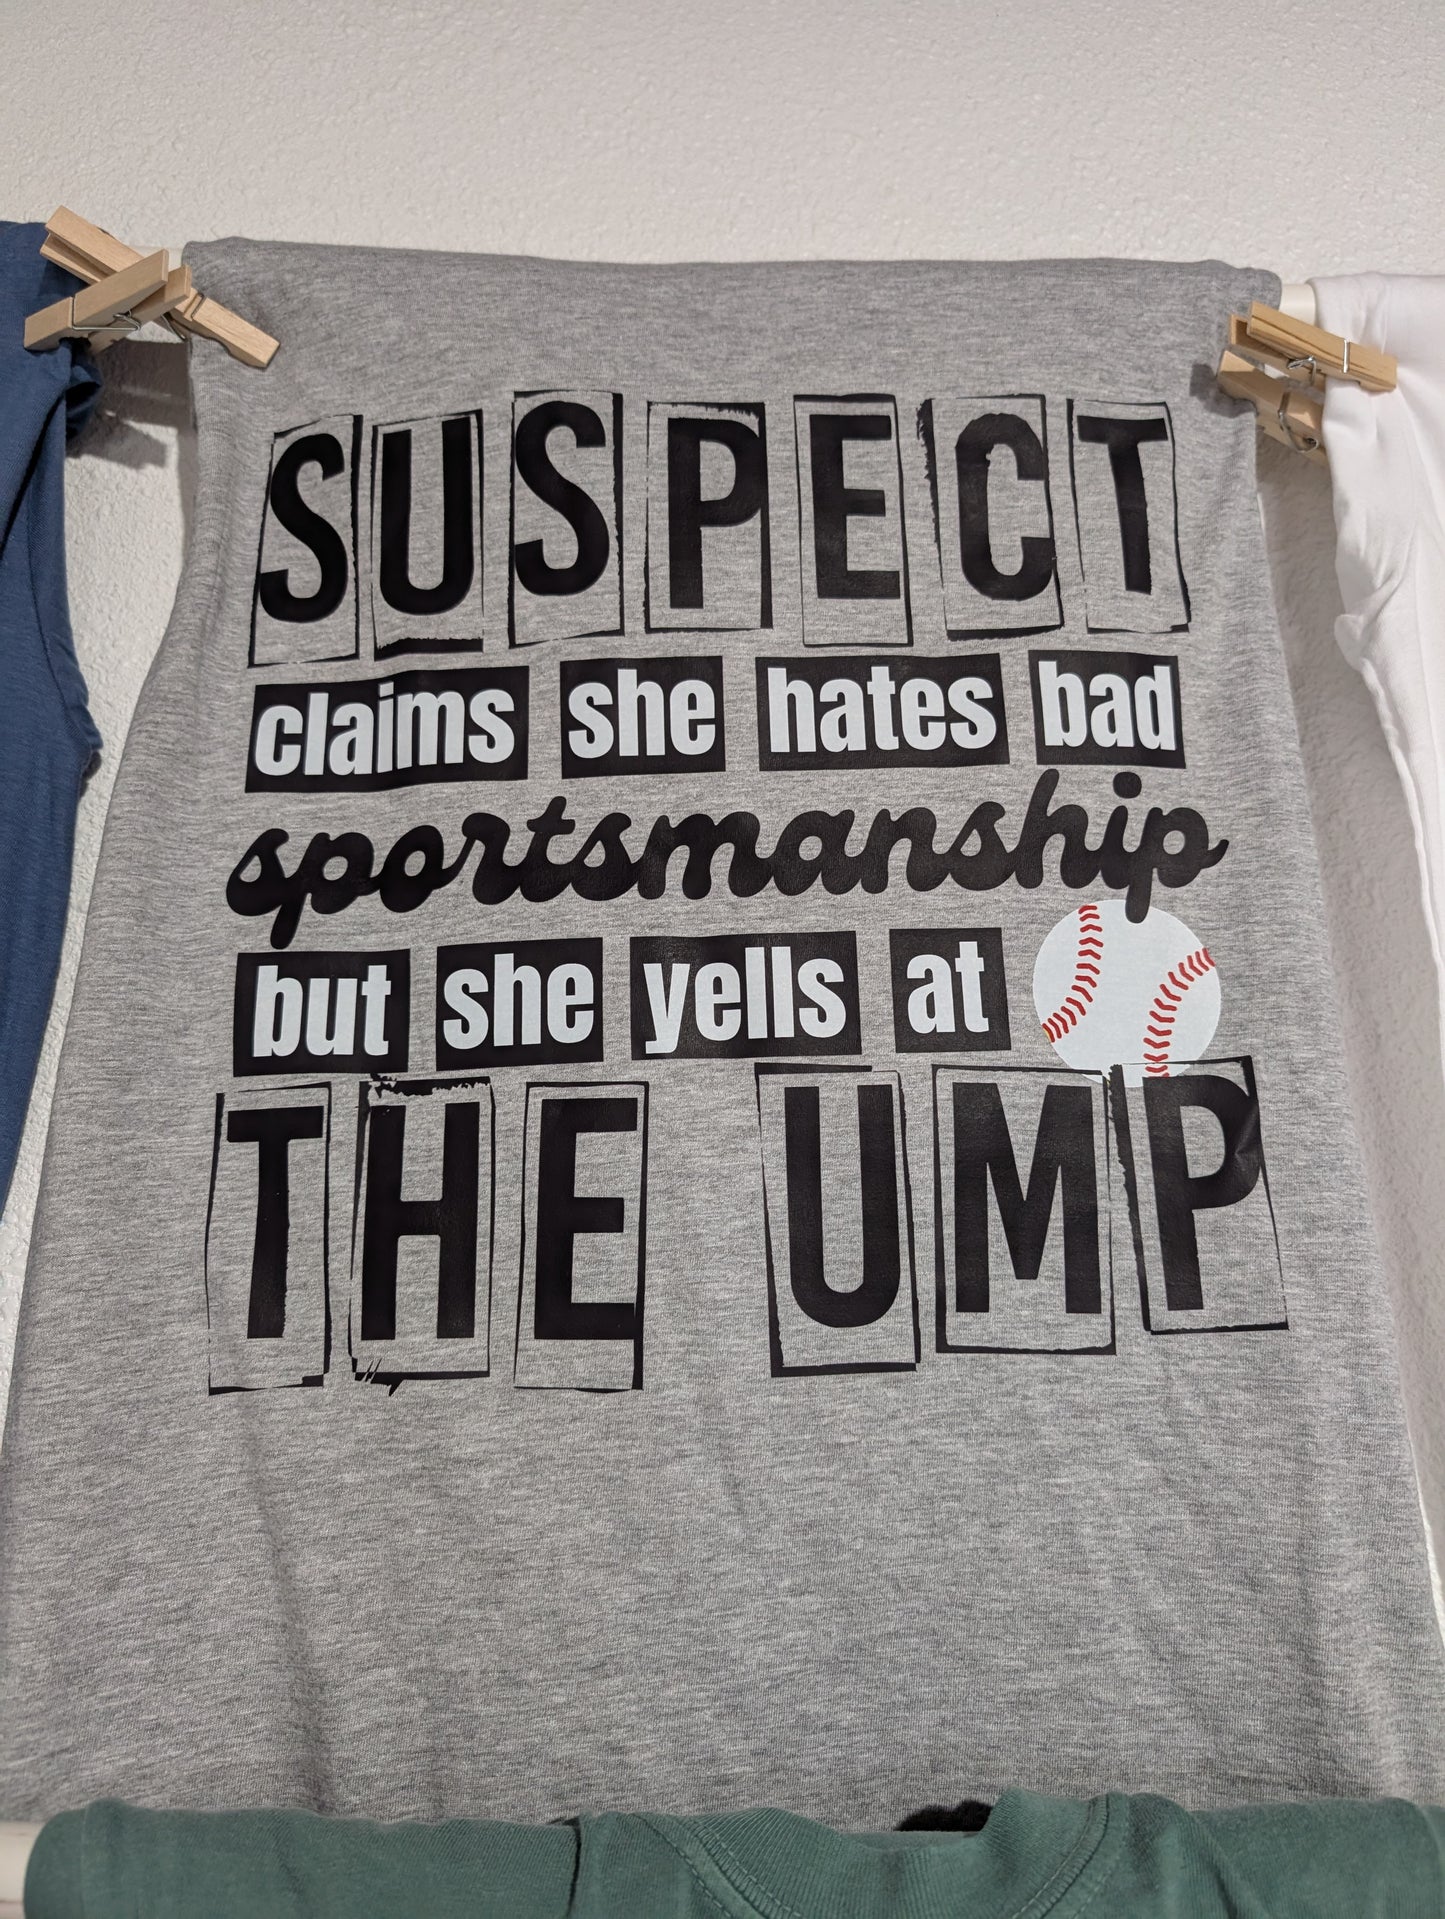 SUSPECT
claims she hates bad
sportsmanship
but she yells at
THE UMP